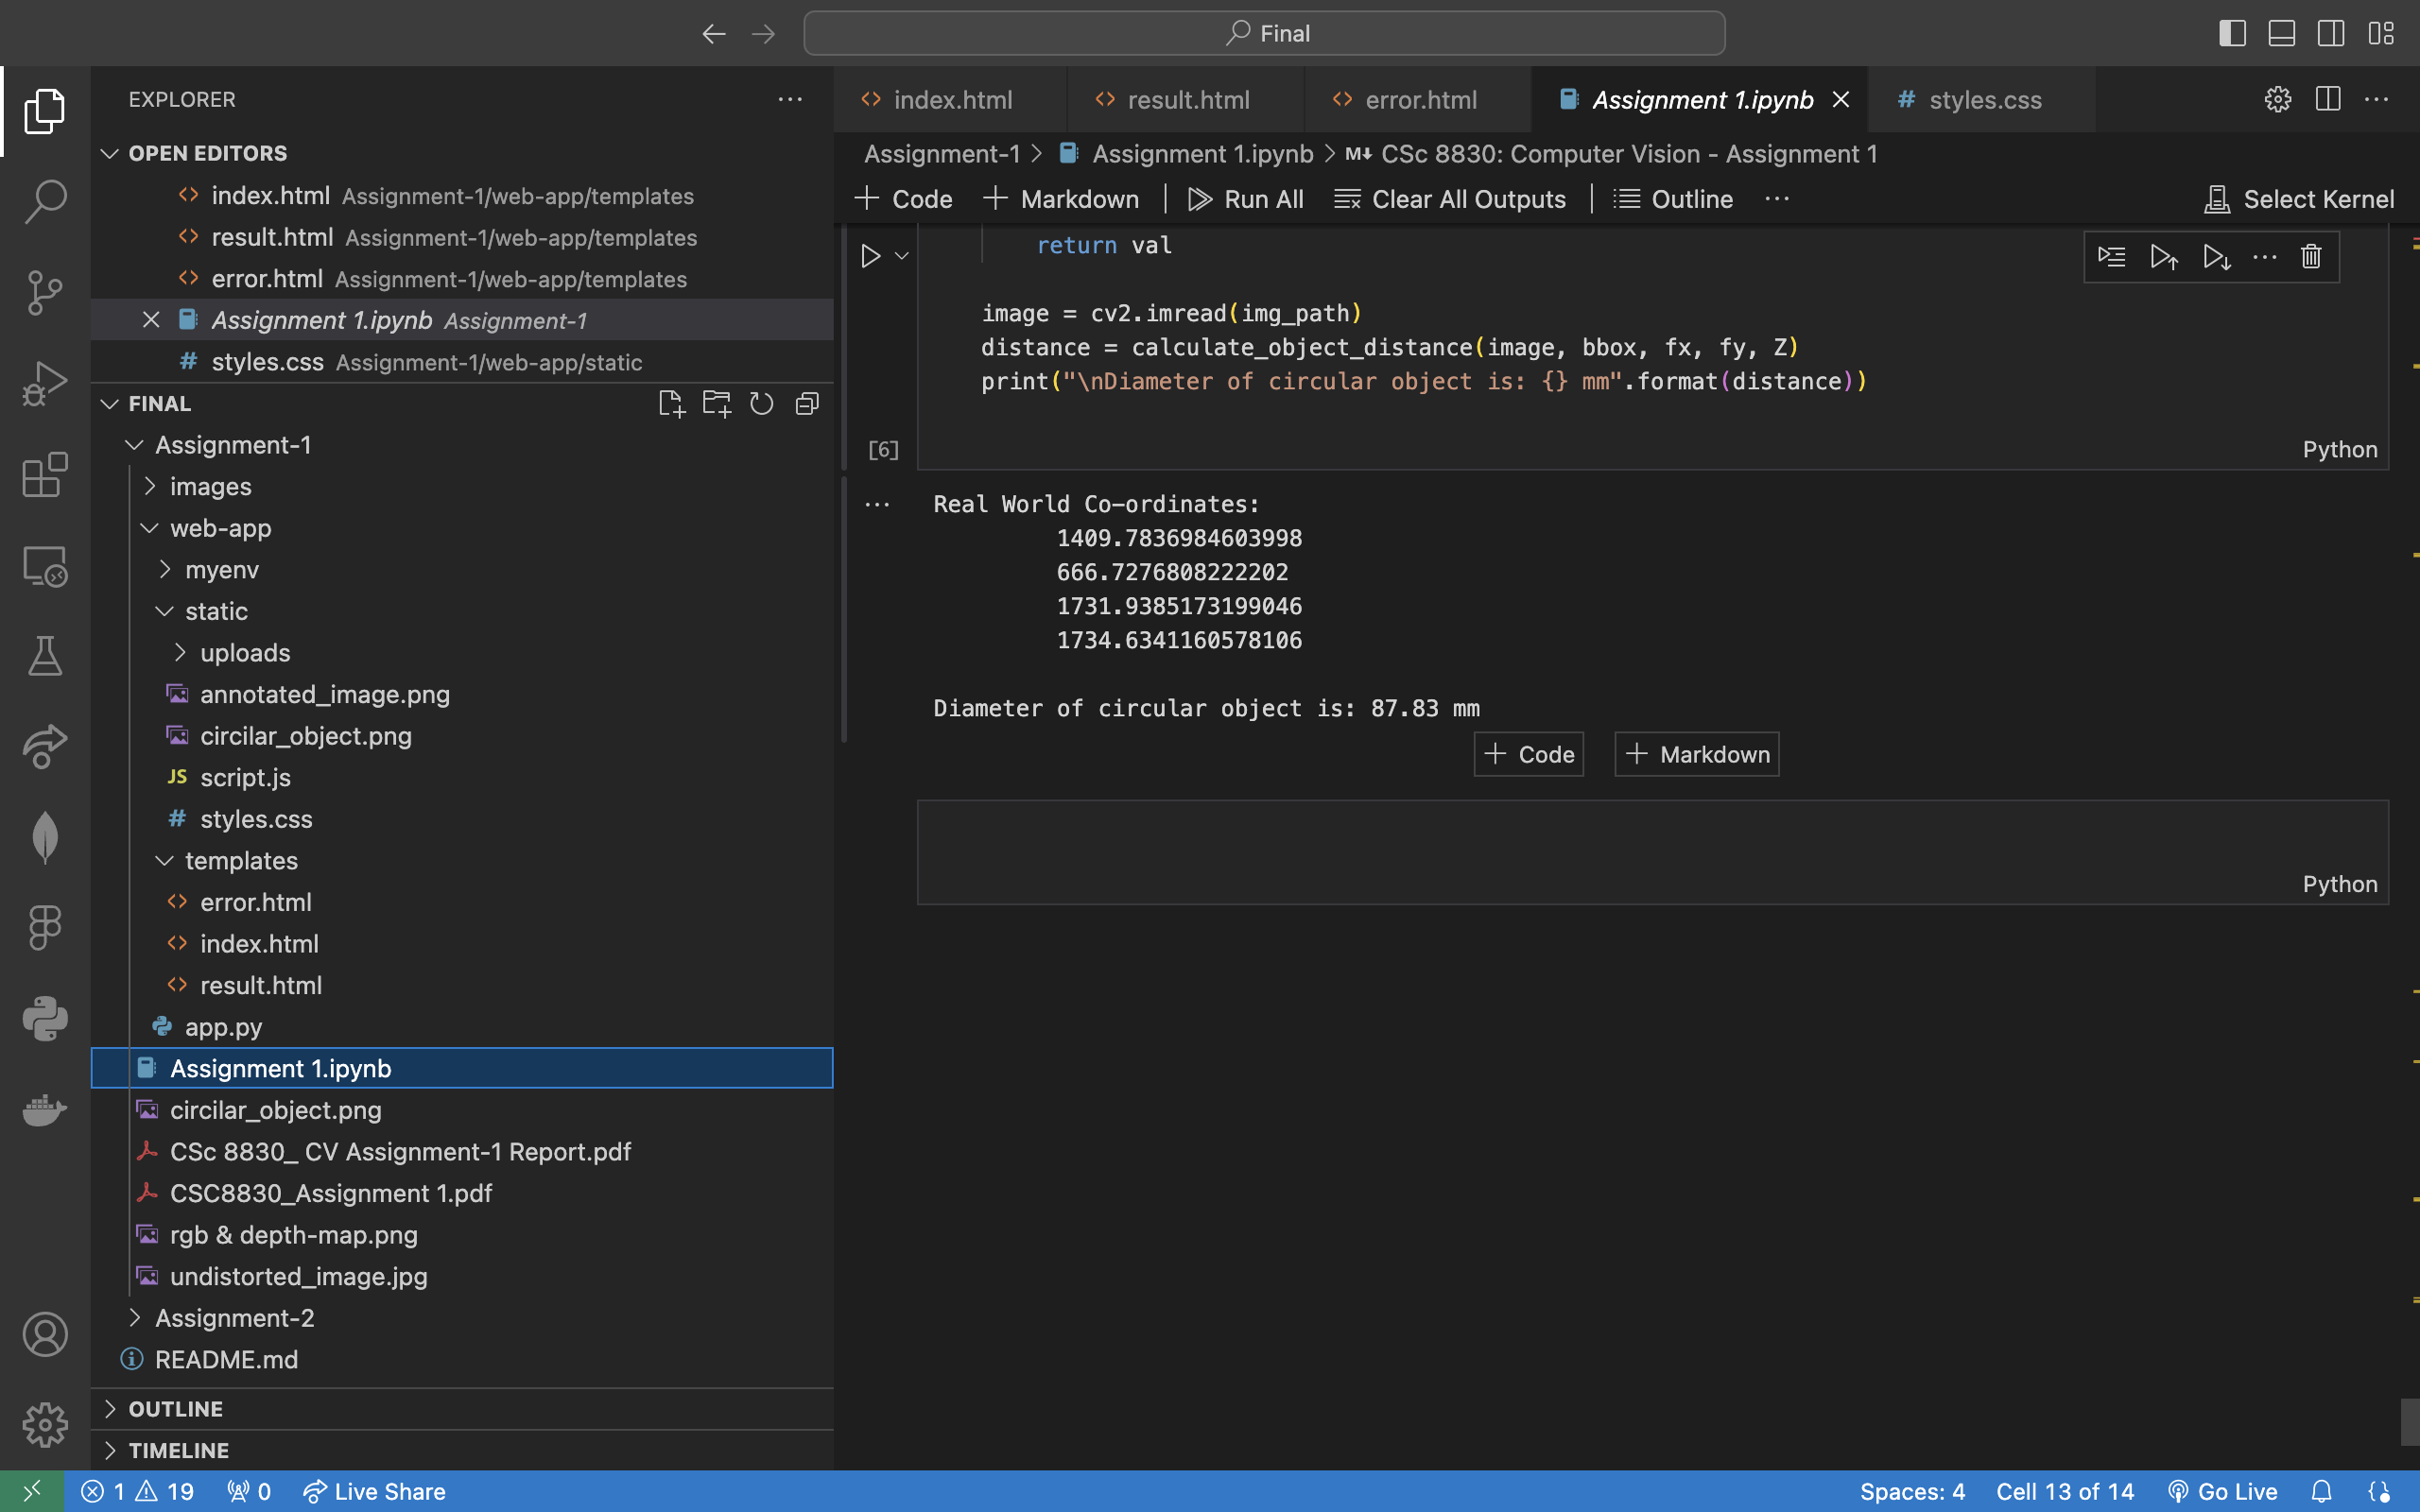 Final
EXPLORER
OPEN EDITORS
index.html Assignment-1/web-app/templates
result.html Assignment-1/web-app/templates
error.html Assignment-1/web-app/templates
Assignment 1.ipynb Assignment-1
styles.css Assignment-1/web-app/static
FINAL
Assignment-1
images
web-app
myenv
static
uploads
annotated_image.png
circilar_object.png
JS script.js
# styles.css
templates
error.html
index.html
result.html
app.py
Assignment 1.ipynb
circilar_object.png
CSc 8830_ CV Assignment-1 Report.pdf
CSC8830_Assignment 1.pdf
rgb & depth-map.png
undistorted_image.jpg
Assignment-2
README.md
OUTLINE
TIMELINE
index.html result.html error.html Assignment 1.ipynb # styles.css
Assignment-1 > Assignment 1.ipynb > M↓ CSc 8830: Computer Vision - Assignment 1
+ Code + Markdown | Run All Clear All Outputs | Outline ... Select Kernel
return val
image = cv2.imread(img_path)
distance = calculate_object_distance(image, bbox, fx, fy, Z)
print("\nDiameter of circular object is: {} mm".format(distance))
[6] Python
Real World Co-ordinates:
1409.7836984603998
666.7276808222202
1731.9385173199046
1734.6341160578106
Diameter of circular object is: 87.83 mm
+ Code + Markdown
Python
1 19 0 Live Share Spaces: 4 Cell 13 of 14 Go Live